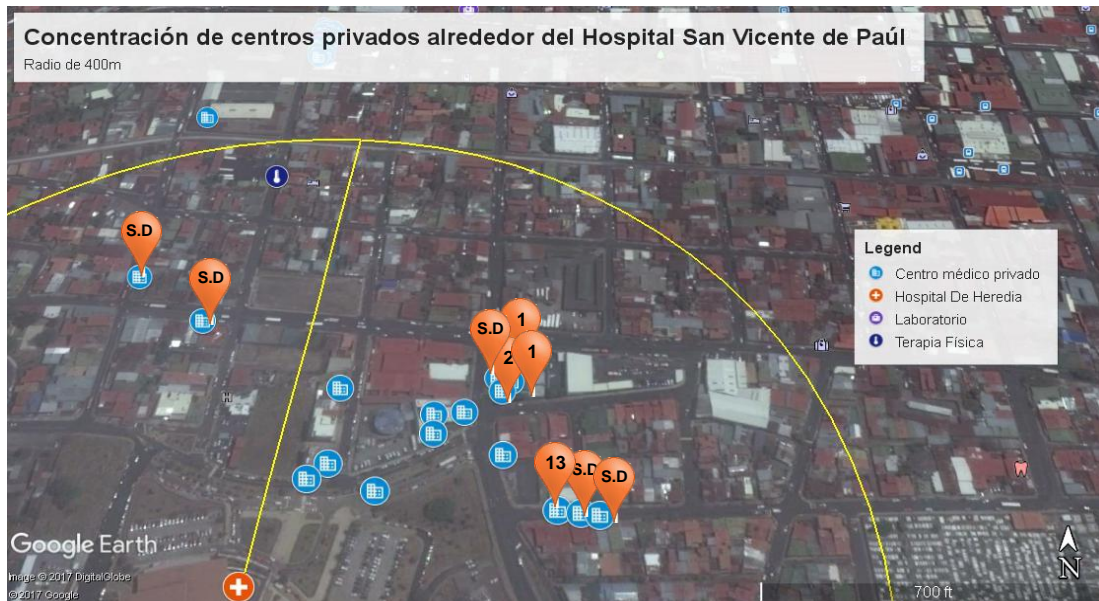 Concentración de centros privados alrededor del Hospital San Vicente de Paúl
Radio de 400m
S.D
S.D
S.D
1
2
1
Legend
Centro médico privado
Hospital De Heredia
Laboratorio
Terapia Física
13
S.D
S.D
Google Earth
Image © 2017 DigitalGlobe
© 2017 Google
N
700 ft